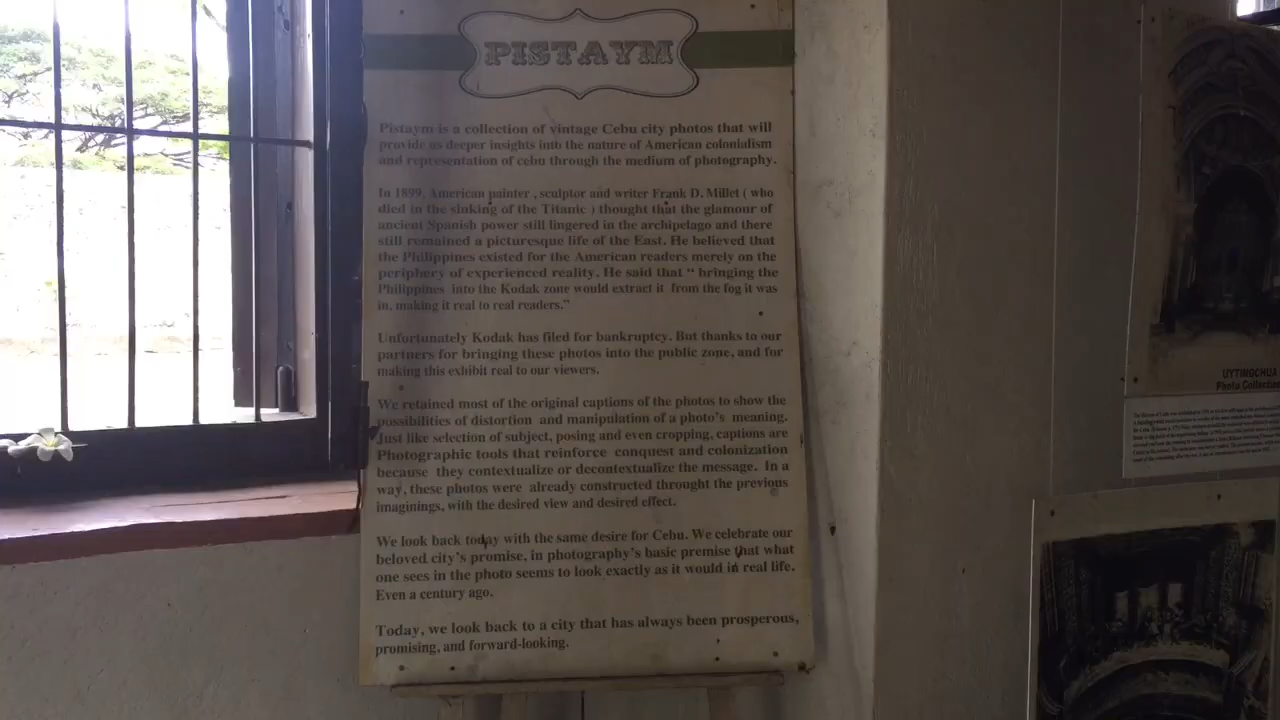 PISTAYM
Pistaym is a collection of vintage Cebu city photos that will
provide us deeper insights into the nature of American colonialism
and representation of cebu through the medium of photography.
In 1899, American painter , sculptor and writer Frank D. Millet ( who
died in the sinking of the Titanic ) thought that the glamour of
ancient Spanish power still lingered in the archipelago and there
still remained a picturesque life of the East. He believed that
the Philippines existed for the American readers merely on the
periphery of experienced reality. He said that “ bringing the
Philippines into the Kodak zone would extract it from the fog it was
in, making it real to real readers.”
Unfortunately Kodak has filed for bankruptcy. But thanks to our
partners for bringing these photos into the public zone, and for
making this exhibit real to our viewers.
We retained most of the original captions of the photos to show the
possibilities of distortion and manipulation of a photo's meaning.
Just like selection of subject, posing and even cropping, captions are
Photographic tools that reinforce conquest and colonization
because they contextualize or decontextualize the message. In a
way, these photos were already constructed throught the previous
imaginings, with the desired view and desired effect.
We look back today with the same desire for Cebu. We celebrate our
beloved city's promise, in photography's basic premise that what
one sees in the photo seems to look exactly as it would in real life.
Even a century ago.
Today, we look back to a city that has always been prosperous,
promising, and forward-looking.
UYTINGCHUA
Photo Collection